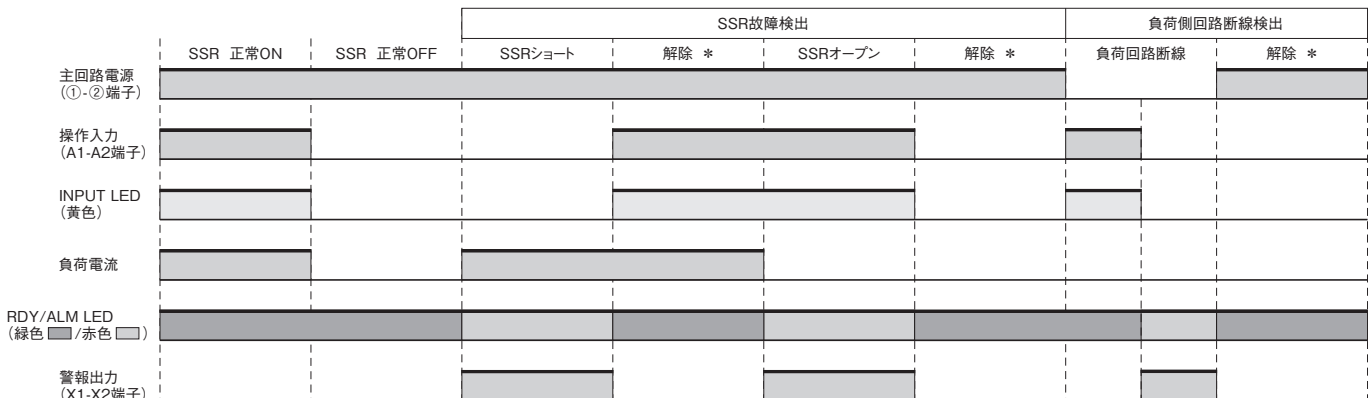 SSR故障検出
負荷側回路断線検出
SSR 正常ON
SSR 正常OFF
SSRショート
解除 *
SSRオープン
解除 *
負荷回路断線
解除 *
主回路電源
(①-②端子)
操作入力
(A1-A2端子)
INPUT LED
(黄色)
負荷電流
RDY/ALM LED
(緑色 /赤色 )
警報出力
(X1-X2端子)